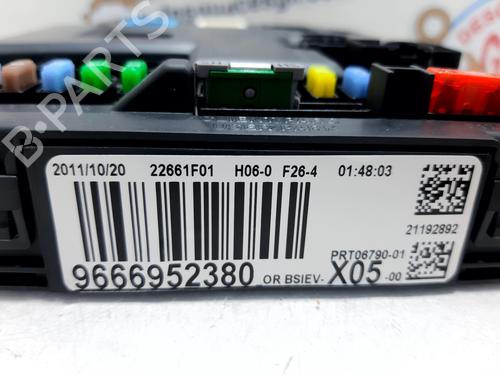 2011/10/20 22661F01 H06-0 F26-4 01:48:03
21192892
PRT06790-01
9666952380 OR BSIEV- X05 -00
B-PARTS